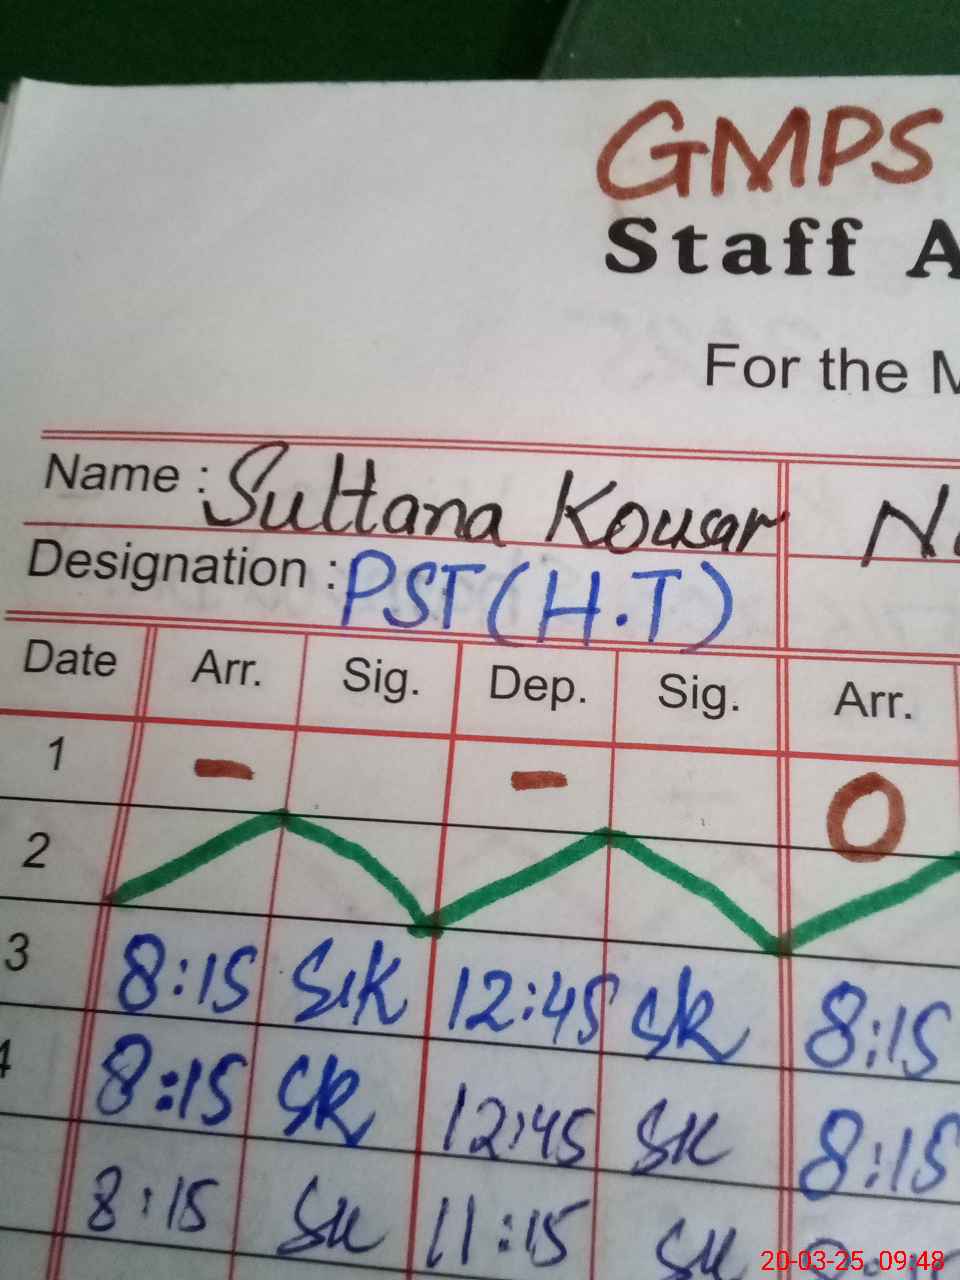 GMPS
Staff A
For the M
Name : Sultana Kousar N
Designation : PST (H.T)
Date Arr. Sig. Dep. Sig. Arr.
1 - - O
2
3 8:15 SK 12:45 SK 8:15
4 8:15 SK 12:45 SK 8:15
8:15 SK 11:15 SK
20-03-25 09:48